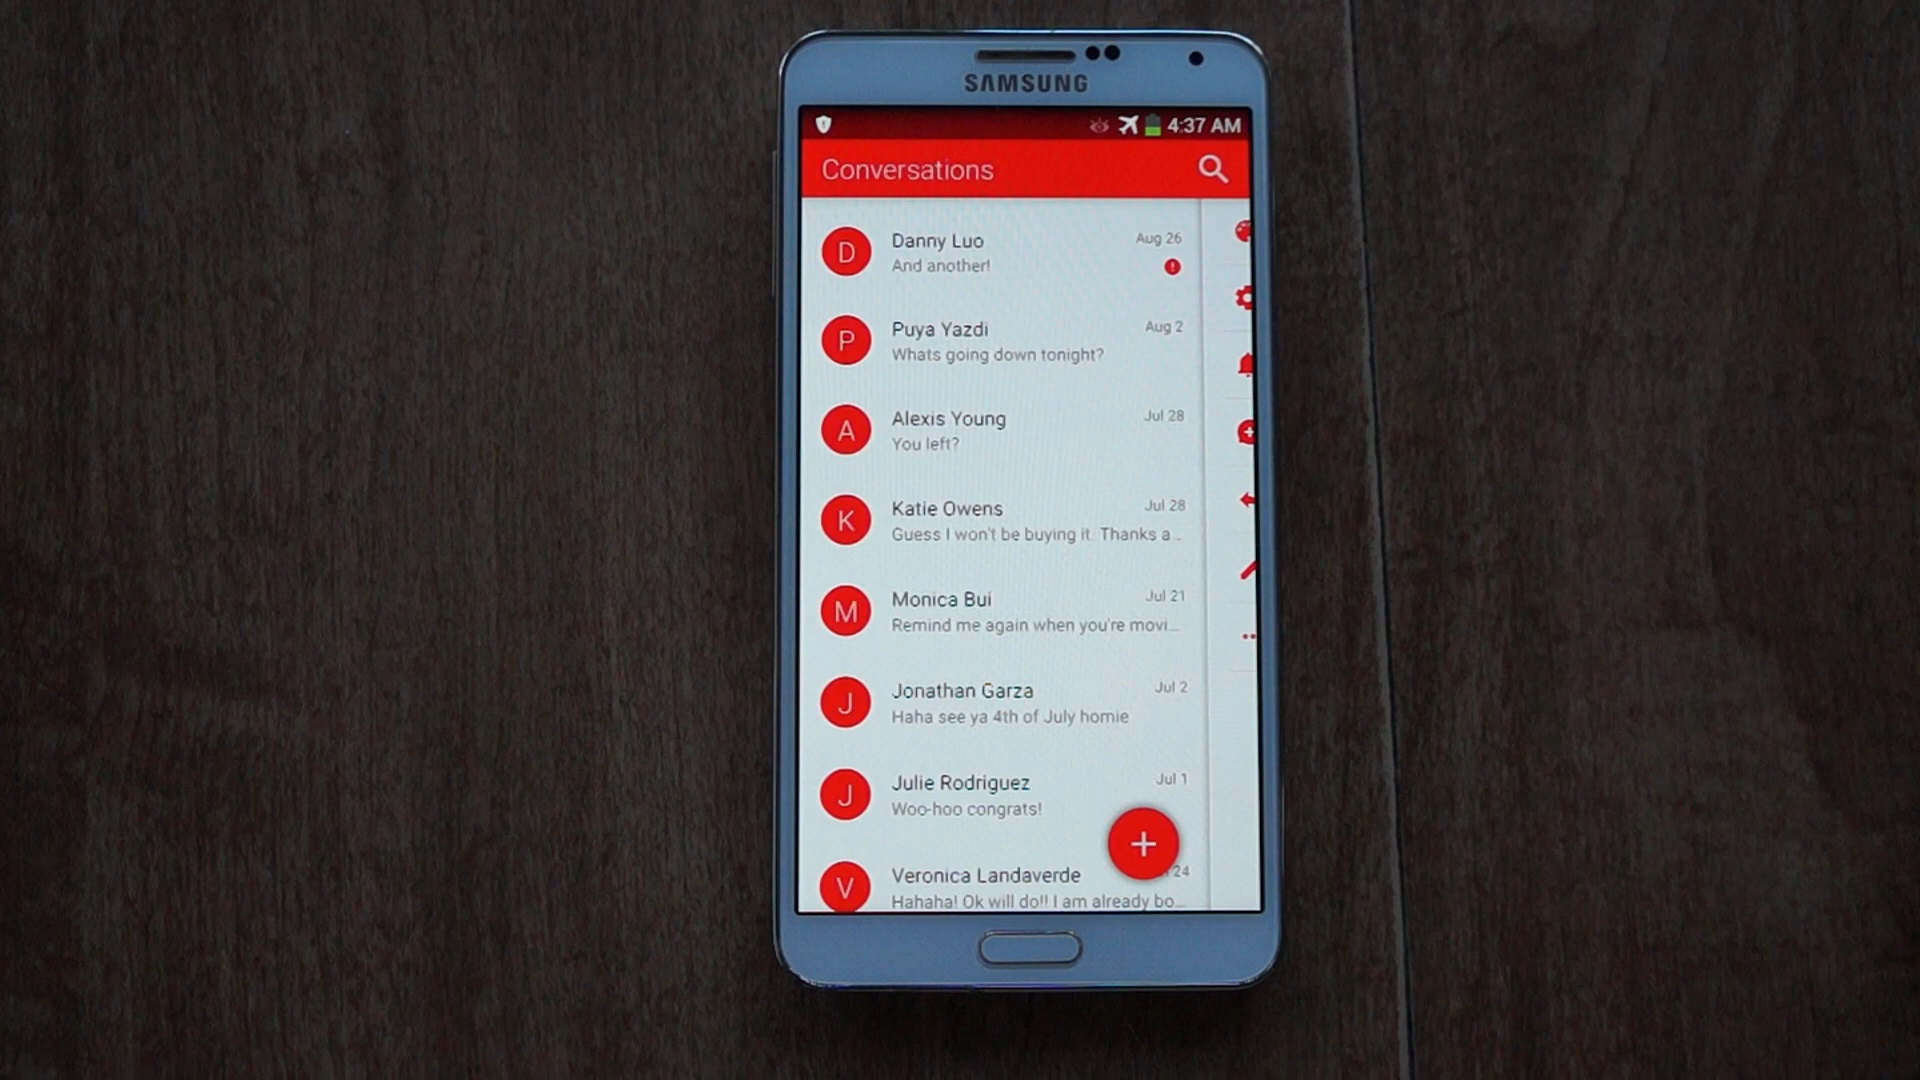 SAMSUNG
4:37 AM
Conversations
D
Danny Luo
Aug 26
And another!
P
Puya Yazdi
Aug 2
Whats going down tonight?
A
Alexis Young
Jul 28
You left?
K
Katie Owens
Jul 28
Guess I won't be buying it. Thanks a...
M
Monica Bui
Jul 21
Remind me again when you're movi...
J
Jonathan Garza
Jul 2
Haha see ya 4th of July homie
J
Julie Rodriguez
Jul 1
Woo-hoo congrats!
V
Veronica Landaverde
24
Hahaha! Ok will do!! I am already bo...